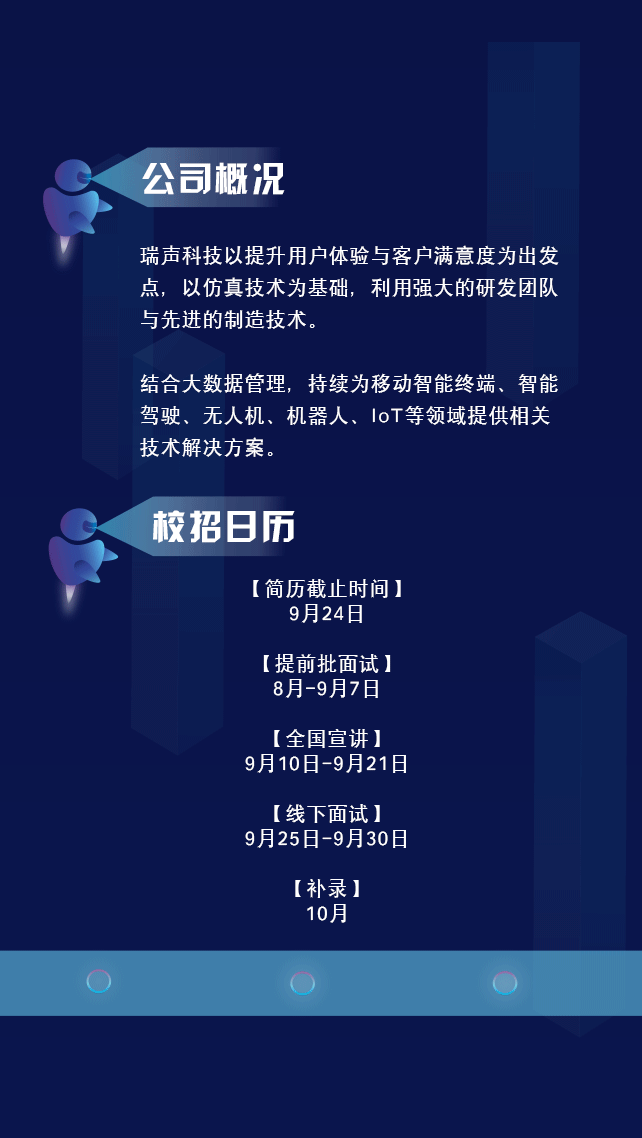 公司概况
瑞声科技以提升用户体验与客户满意度为出发
点，以仿真技术为基础，利用强大的研发团队
与先进的制造技术。
结合大数据管理，持续为移动智能终端、智能
驾驶、无人机、机器人、IoT等领域提供相关
技术解决方案。
校招日历
【简历截止时间】
9月24日
【提前批面试】
8月-9月7日
【全国宣讲】
9月10日-9月21日
【线下面试】
9月25日-9月30日
【补录】
10月